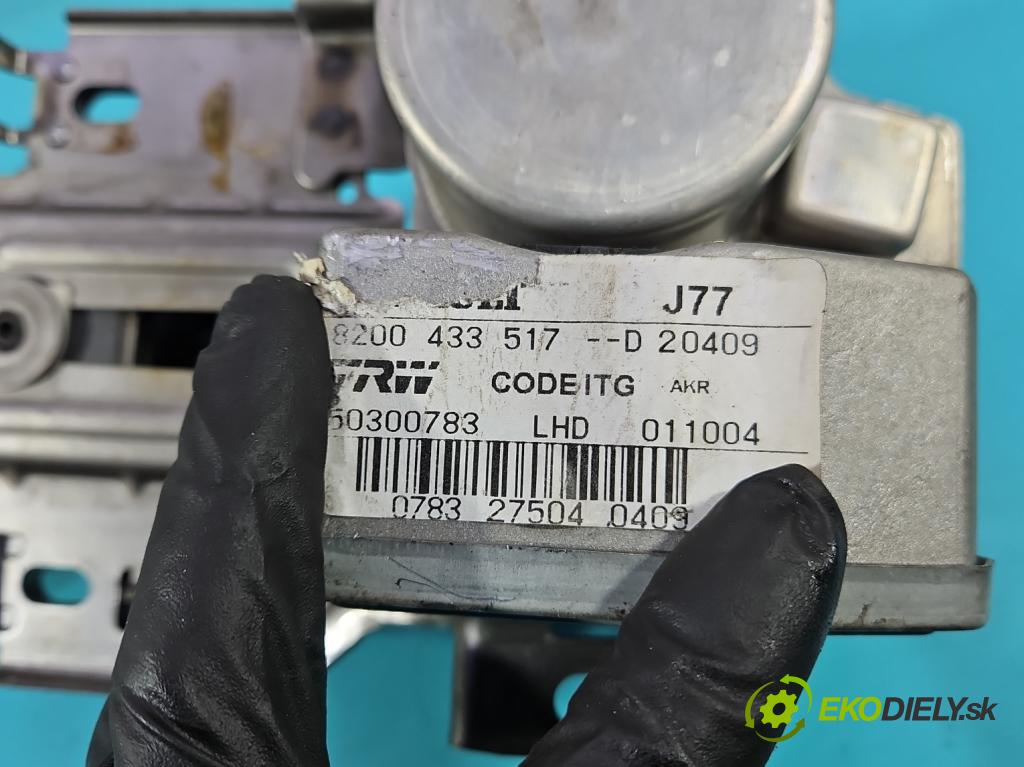 J77
8200 433 517 --D 20409
TRW CODE ITG AKR
50300783 LHD 011004
0783 27504 0409
EKODIELY.sk